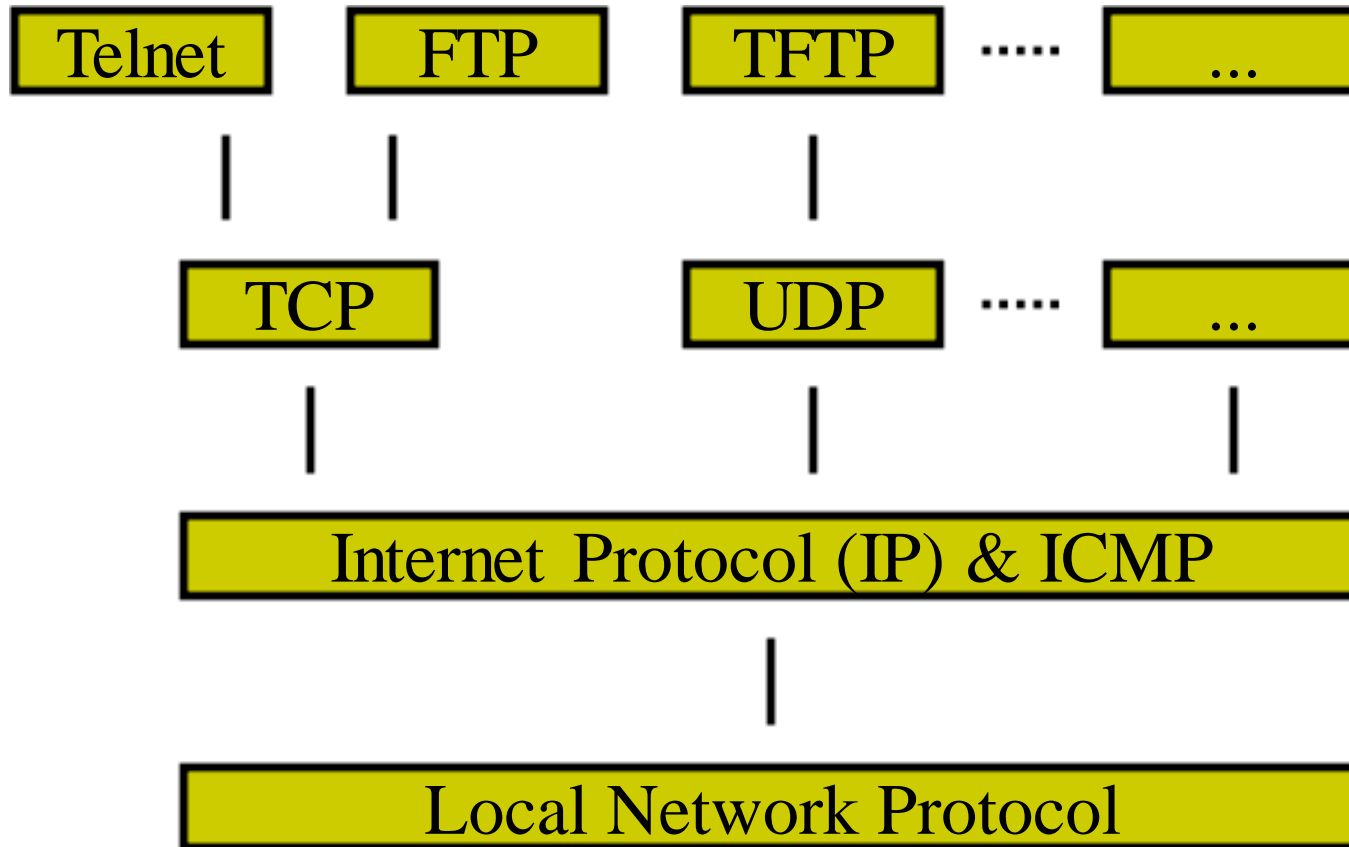 Telnet FTP TFTP ..... ...
TCP UDP ..... ...
Internet Protocol (IP) & ICMP
Local Network Protocol